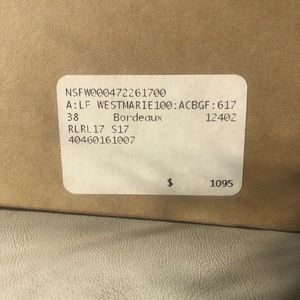 NSFW000472261700
A:LF WESTMARIE100:ACBGF:617
38 Bordeaux 12402
RLRL17 S17
40460161007
$ 1095